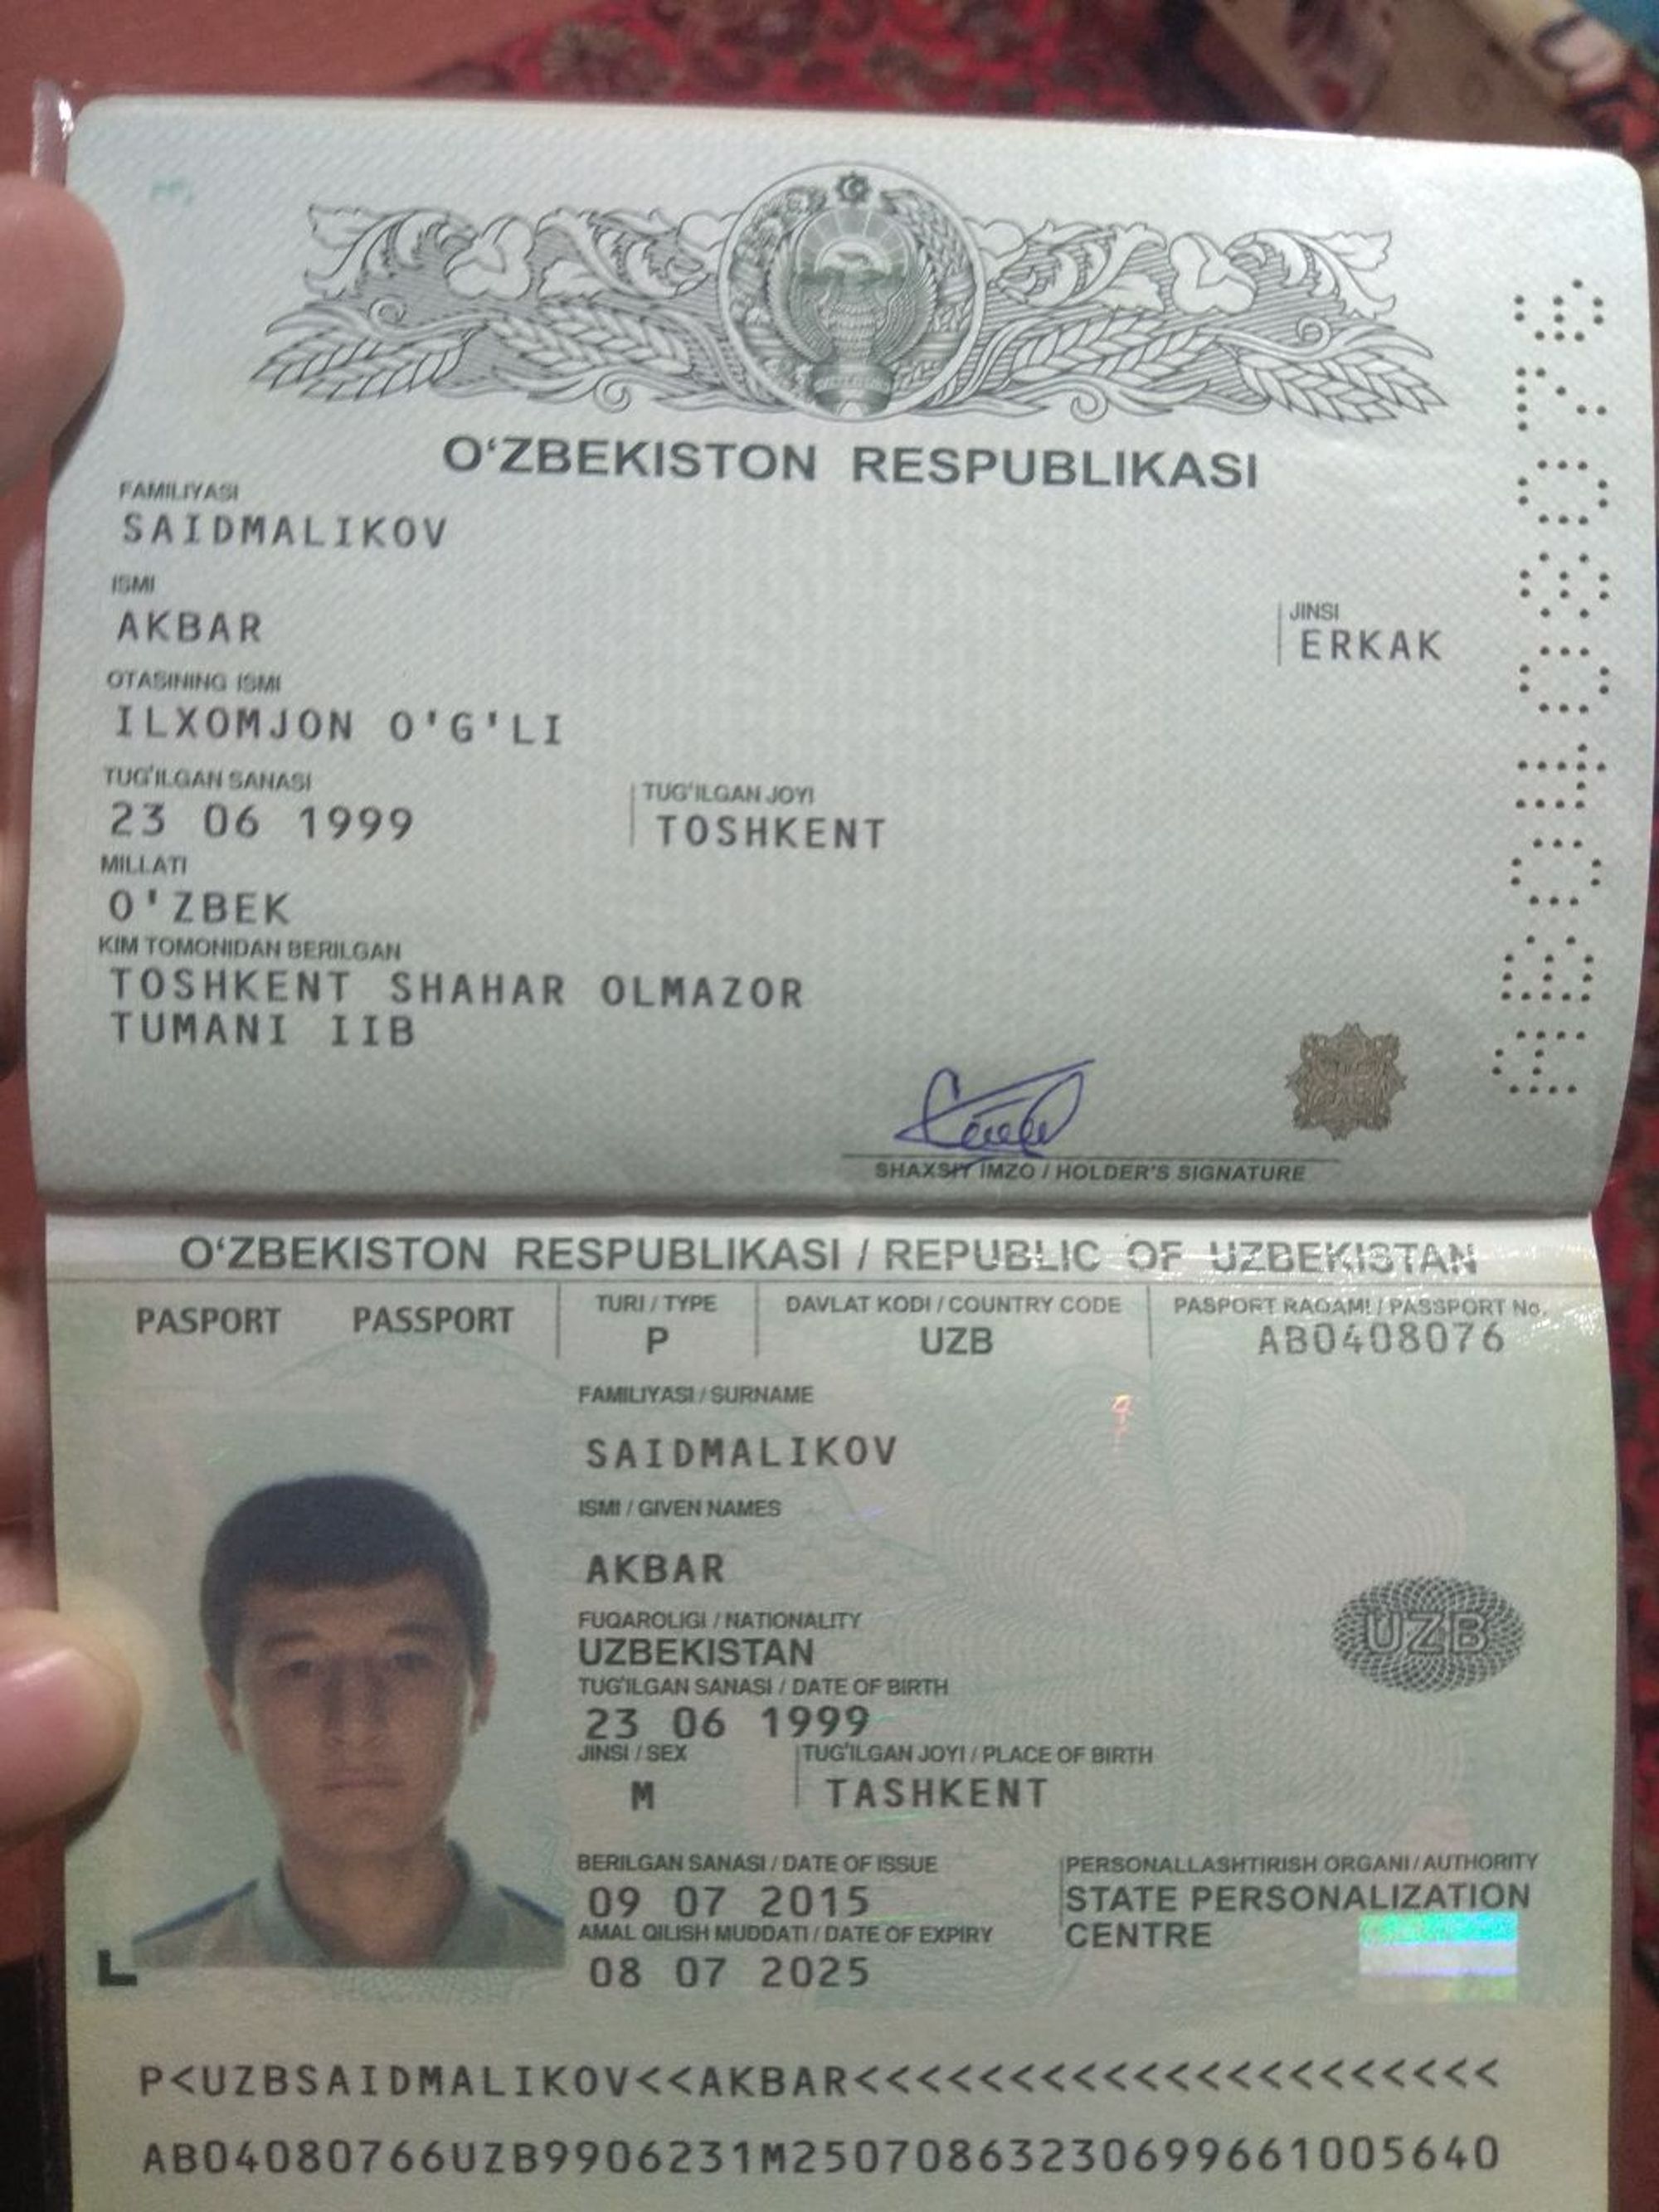 O‘ZBEKISTON RESPUBLIKASI
FAMILIYASI
SAIDMALIKOV
ISMI
AKBAR
JINSI
ERKAK
OTASINING ISMI
ILXOMJON O'G'LI
TUG'ILGAN SANASI
23 06 1999
TUG'ILGAN JOYI
TOSHKENT
MILLATI
O'ZBEK
KIM TOMONIDAN BERILGAN
TOSHKENT SHAHAR OLMAZOR
TUMANI IIB
SHAXSIY IMZO / HOLDER'S SIGNATURE
AB0408076
O‘ZBEKISTON RESPUBLIKASI / REPUBLIC OF UZBEKISTAN
PASPORT PASSPORT
TURI / TYPE
P
DAVLAT KODI / COUNTRY CODE
UZB
PASPORT RAQAMI / PASSPORT No.
AB0408076
FAMILIYASI / SURNAME
SAIDMALIKOV
ISMI / GIVEN NAMES
AKBAR
FUQAROLIGI / NATIONALITY
UZBEKISTAN
UZB
TUG'ILGAN SANASI / DATE OF BIRTH
23 06 1999
JINSI / SEX
M
TUG'ILGAN JOYI / PLACE OF BIRTH
TASHKENT
BERILGAN SANASI / DATE OF ISSUE
09 07 2015
PERSONALLASHTIRISH ORGANI / AUTHORITY
STATE PERSONALIZATION
CENTRE
AMAL QILISH MUDDATI / DATE OF EXPIRY
08 07 2025
P<UZBSAIDMALIKOV<<AKBAR<<<<<<<<<<<<<<<<<<<<<
AB04080766UZB9906231M25070863230699661005640